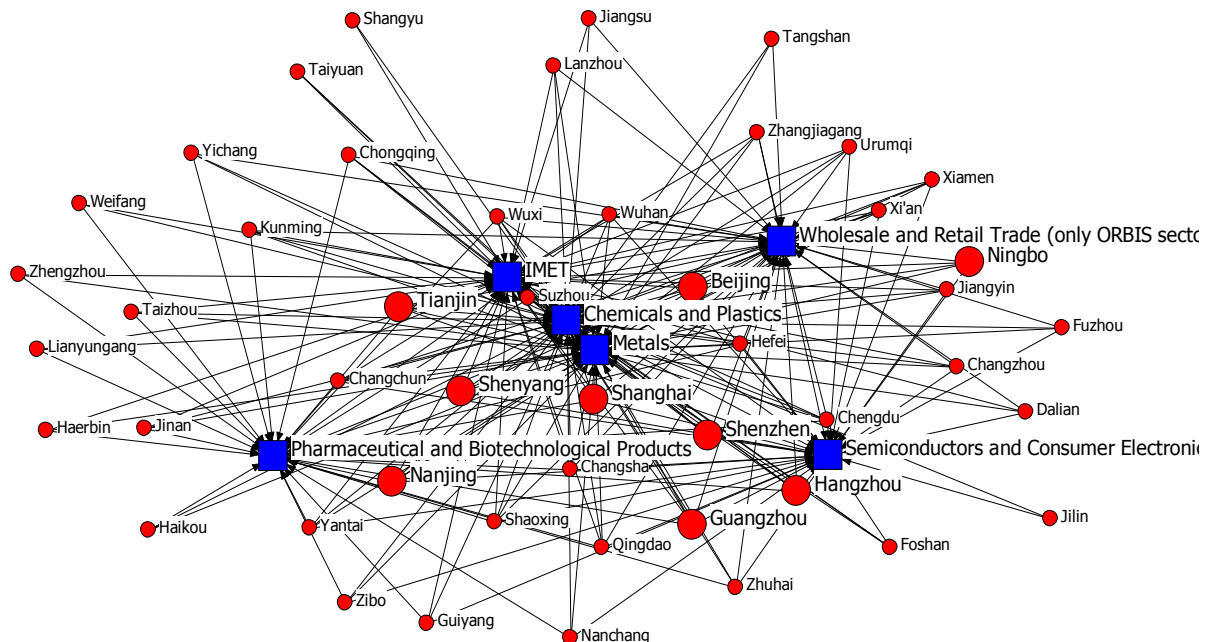 Shangyu
Jiangsu
Tangshan
Lanzhou
Taiyuan
Zhangjiagang
Urumqi
Yichang
Chongqing
Xiamen
Weifang
Wuxi
Wuhan
Xi'an
Kunming
Wholesale and Retail Trade (only ORBIS secto
Ningbo
Zhengzhou
IMET
Beijing
Jiangyin
Suzhou
Tianjin
Taizhou
Chemicals and Plastics
Fuzhou
Metals
Hefei
Lianyungang
Changzhou
Changchun
Shenyang
Shanghai
Dalian
Chengdu
Haerbin
Jinan
Shenzhen
Pharmaceutical and Biotechnological Products
Semiconductors and Consumer Electronic
Changsha
Nanjing
Hangzhou
Jilin
Haikou
Yantai
Shaoxing
Guangzhou
Qingdao
Foshan
Zhuhai
Zibo
Guiyang
Nanchang